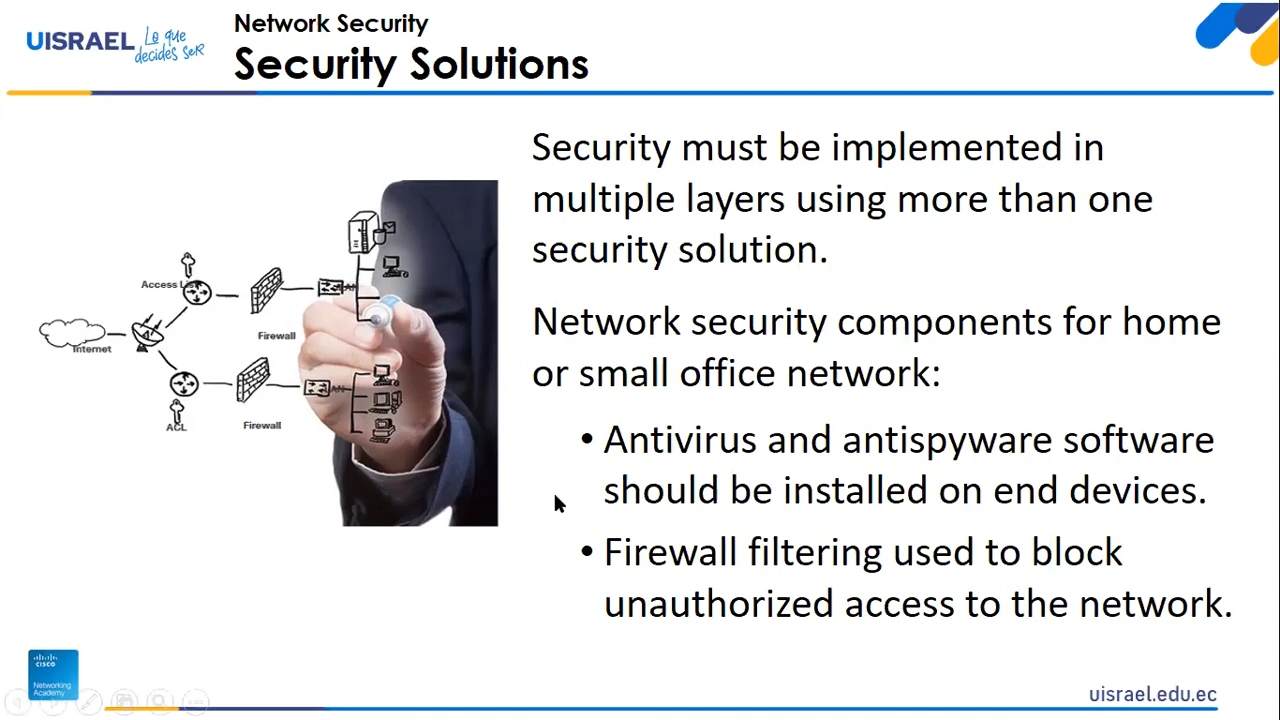 Network Security
UISRAEL Lo que decides seR
Security Solutions
Security must be implemented in
multiple layers using more than one
security solution.
Network security components for home
or small office network:
• Antivirus and antispyware software
should be installed on end devices.
• Firewall filtering used to block
unauthorized access to the network.
Access List
Firewall
Internet
LAN
ACL
Firewall
LAN
cisco
Networking
Academy
uisrael.edu.ec